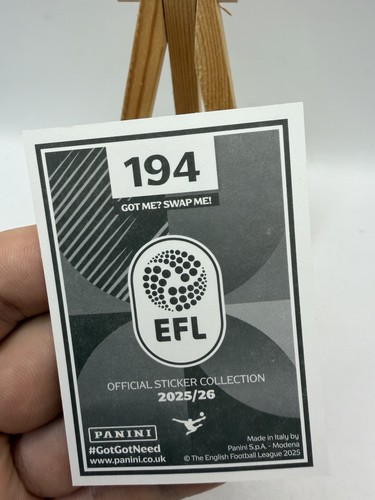 194
GOT ME? SWAP ME!
EFL
OFFICIAL STICKER COLLECTION
2025/26
PANINI
#GotGotNeed
www.panini.co.uk
Made in Italy by
Panini S.p.A. - Modena
© The English Football League 2025